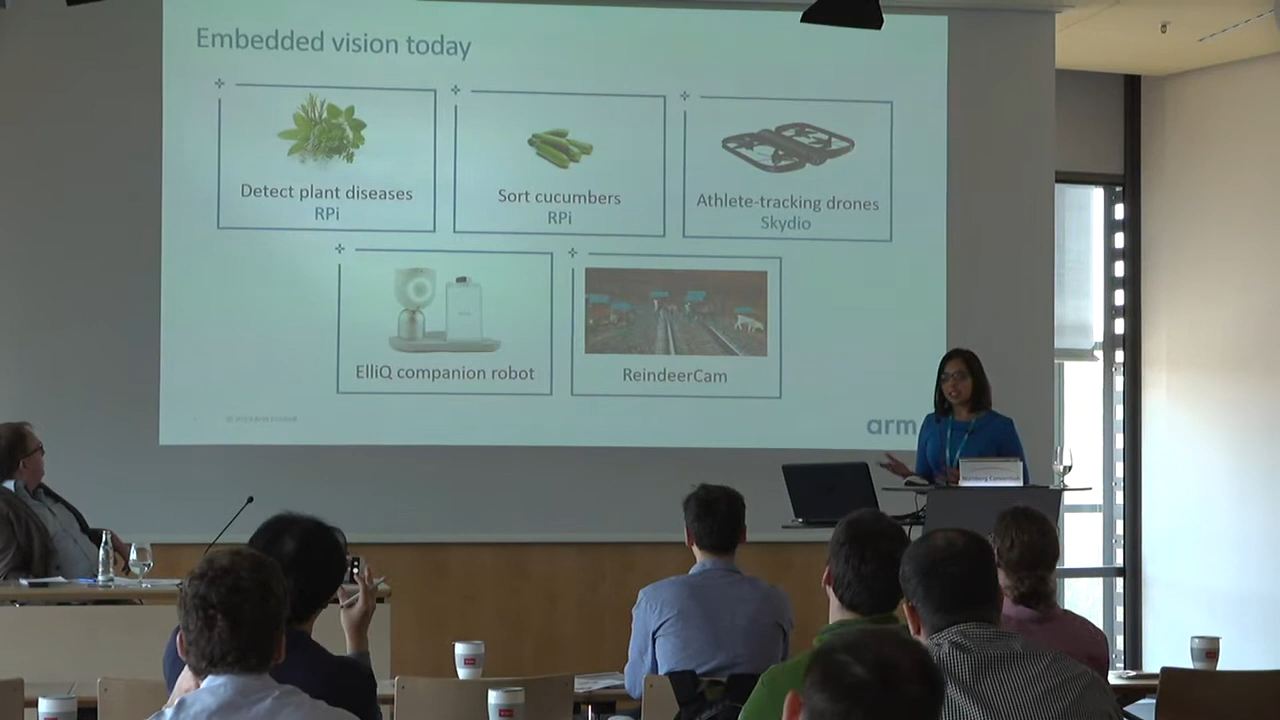 Embedded vision today
Detect plant diseases
RPi
Sort cucumbers
RPi
Athlete-tracking drones
Skydio
ElliQ companion robot
ReindeerCam
arm